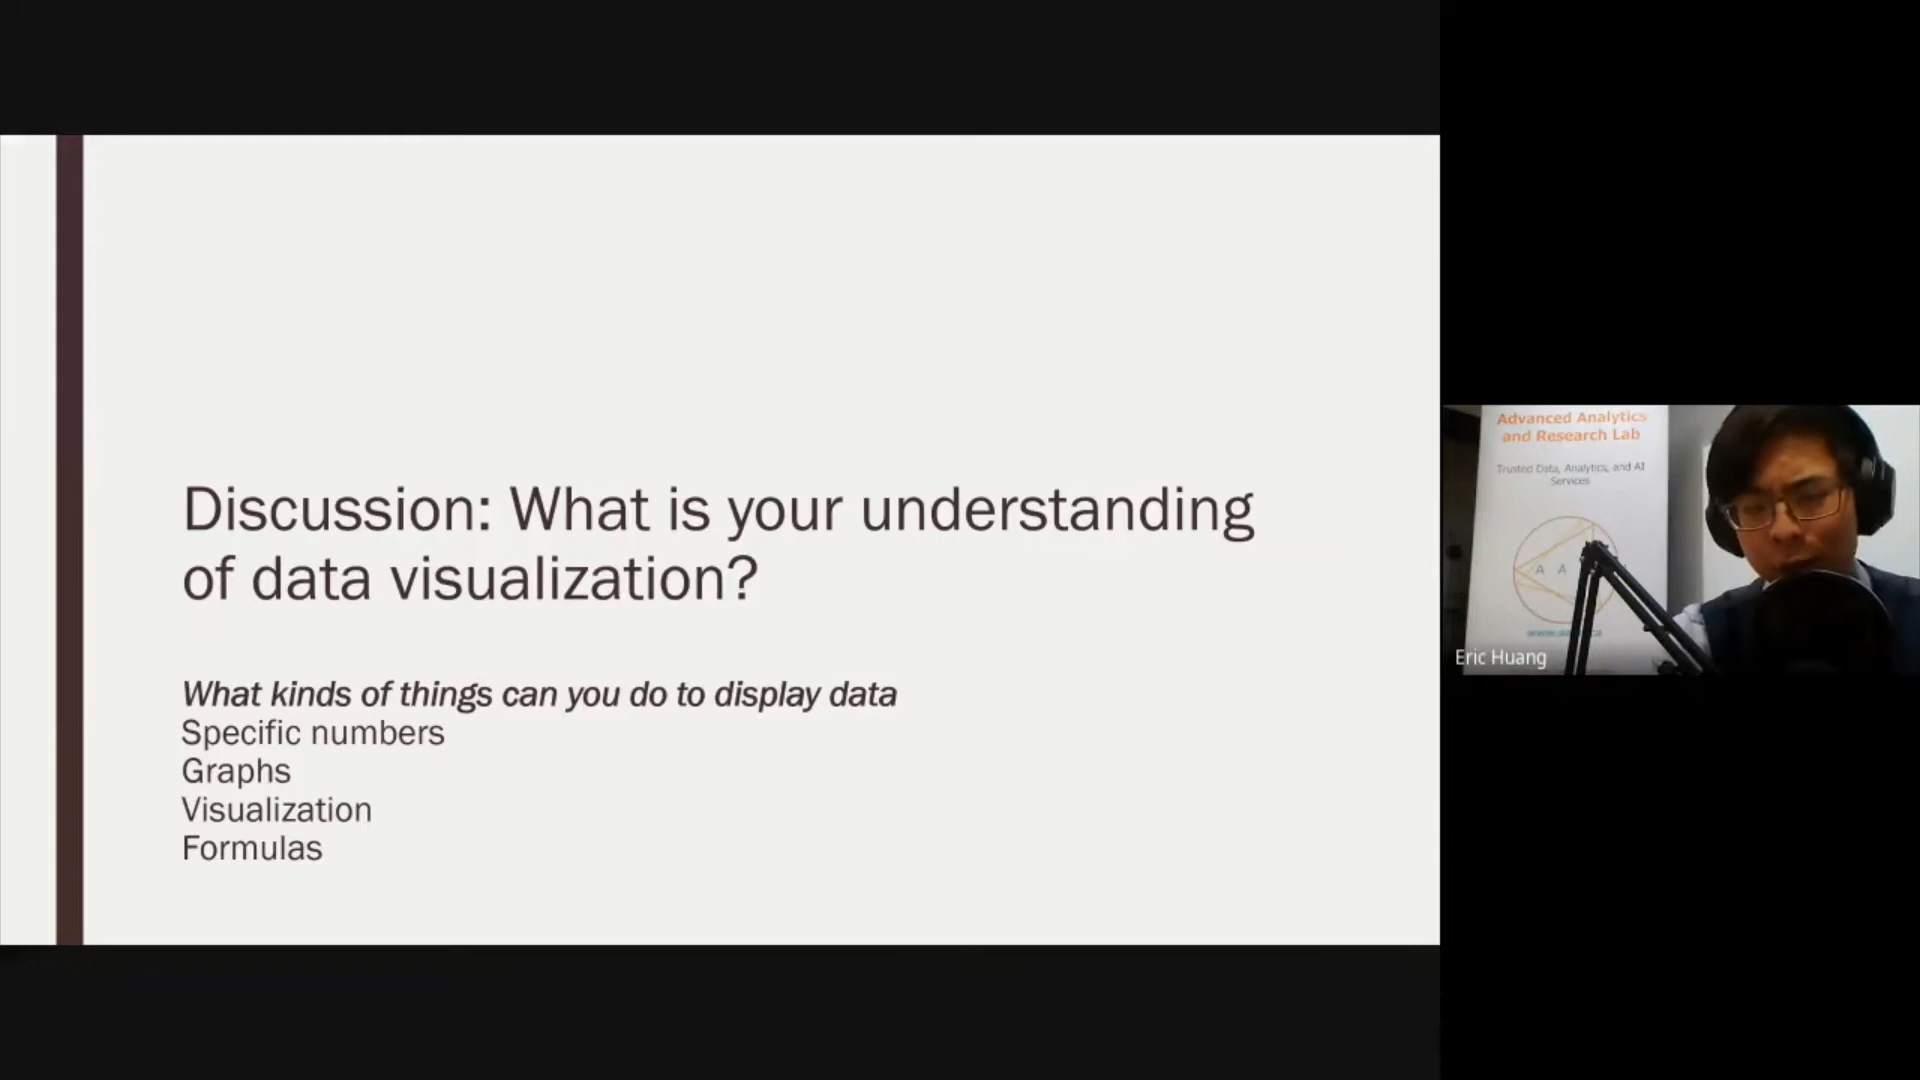 Discussion: What is your understanding
of data visualization?
What kinds of things can you do to display data
Specific numbers
Graphs
Visualization
Formulas
Advanced Analytics
and Research Lab
Trusted Data, Analytics, and AI
Services
A A
Eric Huang